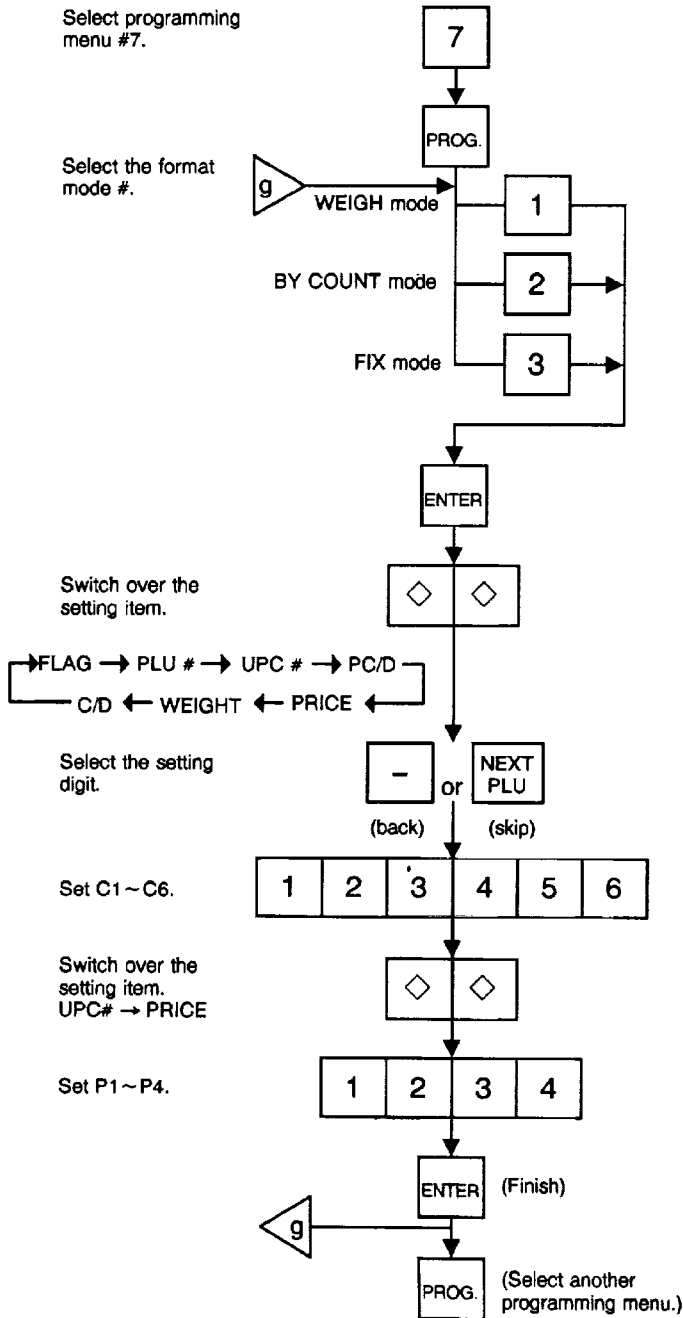 Select programming
menu #7.
7
PROG.
Select the format
mode #.
g
WEIGH mode
1
BY COUNT mode
2
FIX mode
3
ENTER
Switch over the
setting item.
◇ ◇
→FLAG → PLU # → UPC # → PC/D
C/D ← WEIGHT ← PRICE ←
Select the setting
digit.
– or NEXT
PLU
(back) (skip)
Set C1~C6.
1 2 3 4 5 6
Switch over the
setting item.
UPC# → PRICE
◇ ◇
Set P1~P4.
1 2 3 4
ENTER (Finish)
g
PROG. (Select another
programming menu.)